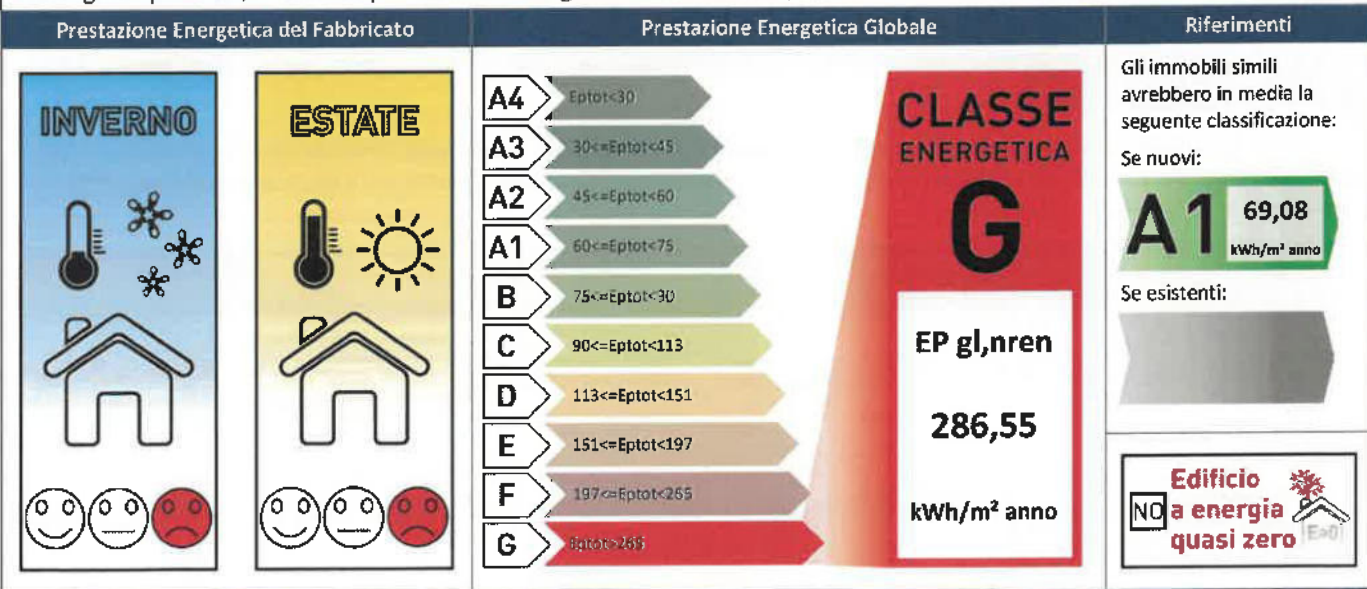 Prestazione Energetica del Fabbricato
Prestazione Energetica Globale
Riferimenti
INVERNO
ESTATE
A4 Eptot<30
A3 30<=Eptot<45
A2 45<=Eptot<60
A1 60<=Eptot<75
B 75<=Eptot<90
C 90<=Eptot<113
D 113<=Eptot<151
E 151<=Eptot<197
F 197<=Eptot<265
G Eptot>265
CLASSE
ENERGETICA
G
EP gl,nren
286,55
kWh/m² anno
Gli immobili simili
avrebbero in media la
seguente classificazione:
Se nuovi:
A1 69,08
kWh/m² anno
Se esistenti:
Edificio
NO a energia
quasi zero